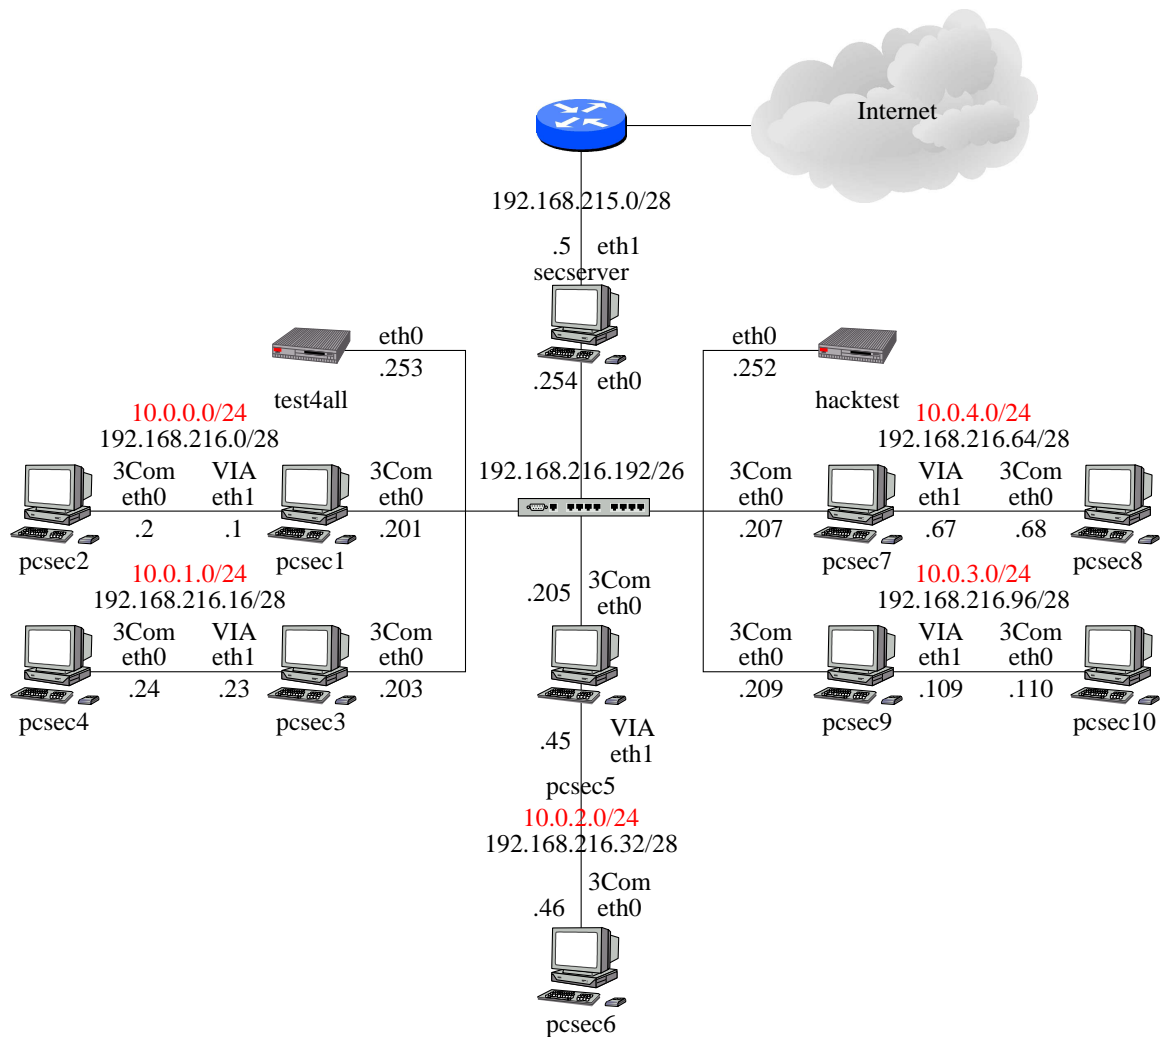 Internet
192.168.215.0/28
.5 eth1
secserver
eth0
.253
test4all
.254 eth0
eth0
.252
hacktest
10.0.0.0/24
192.168.216.0/28
10.0.4.0/24
192.168.216.64/28
3Com VIA 3Com
eth0 eth1 eth0
.2 .1 .201
pcsec2 pcsec1
192.168.216.192/26
3Com VIA 3Com
eth0 eth1 eth0
.207 .67 .68
pcsec7 pcsec8
10.0.1.0/24
192.168.216.16/28
.205 3Com
eth0
10.0.3.0/24
192.168.216.96/28
3Com VIA 3Com
eth0 eth1 eth0
.24 .23 .203
pcsec4 pcsec3
3Com VIA 3Com
eth0 eth1 eth0
.209 .109 .110
pcsec9 pcsec10
.45 VIA
eth1
pcsec5
10.0.2.0/24
192.168.216.32/28
3Com
.46 eth0
pcsec6